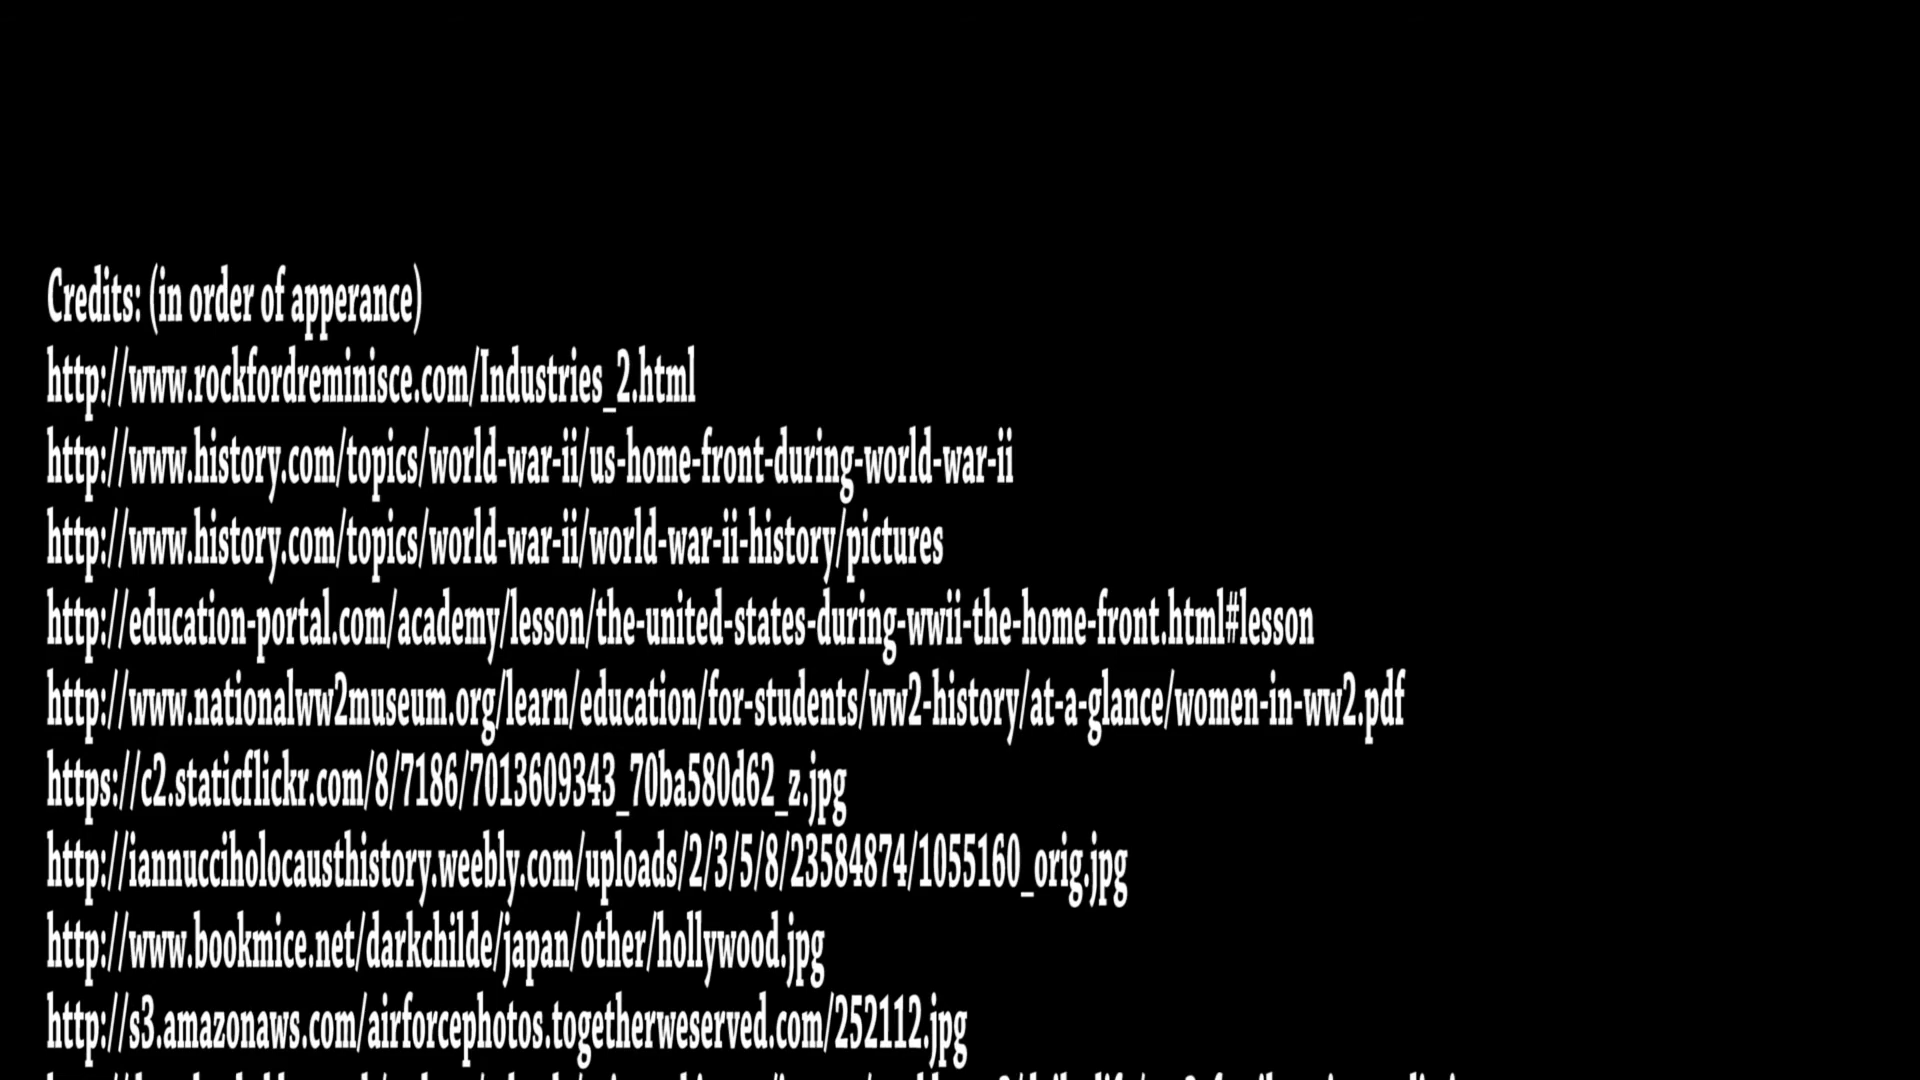 Credits: (in order of apperance)
http://www.rockfordreminisce.com/Industries_2.html
http://www.history.com/topics/world-war-ii/us-home-front-during-world-war-ii
http://www.history.com/topics/world-war-ii/world-war-ii-history/pictures
http://education-portal.com/academy/lesson/the-united-states-during-wwii-the-home-front.html#lesson
http://www.nationalww2museum.org/learn/education/for-students/ww2-history/at-a-glance/women-in-ww2.pdf
https://c2.staticflickr.com/8/7186/7013609343_70ba580d62_z.jpg
http://iannucciholocausthistory.weebly.com/uploads/2/3/5/8/23584874/1055160_orig.jpg
http://www.bookmice.net/darkchilde/japan/other/hollywood.jpg
http://s3.amazonaws.com/airforcephotos.togetherweserved.com/252112.jpg